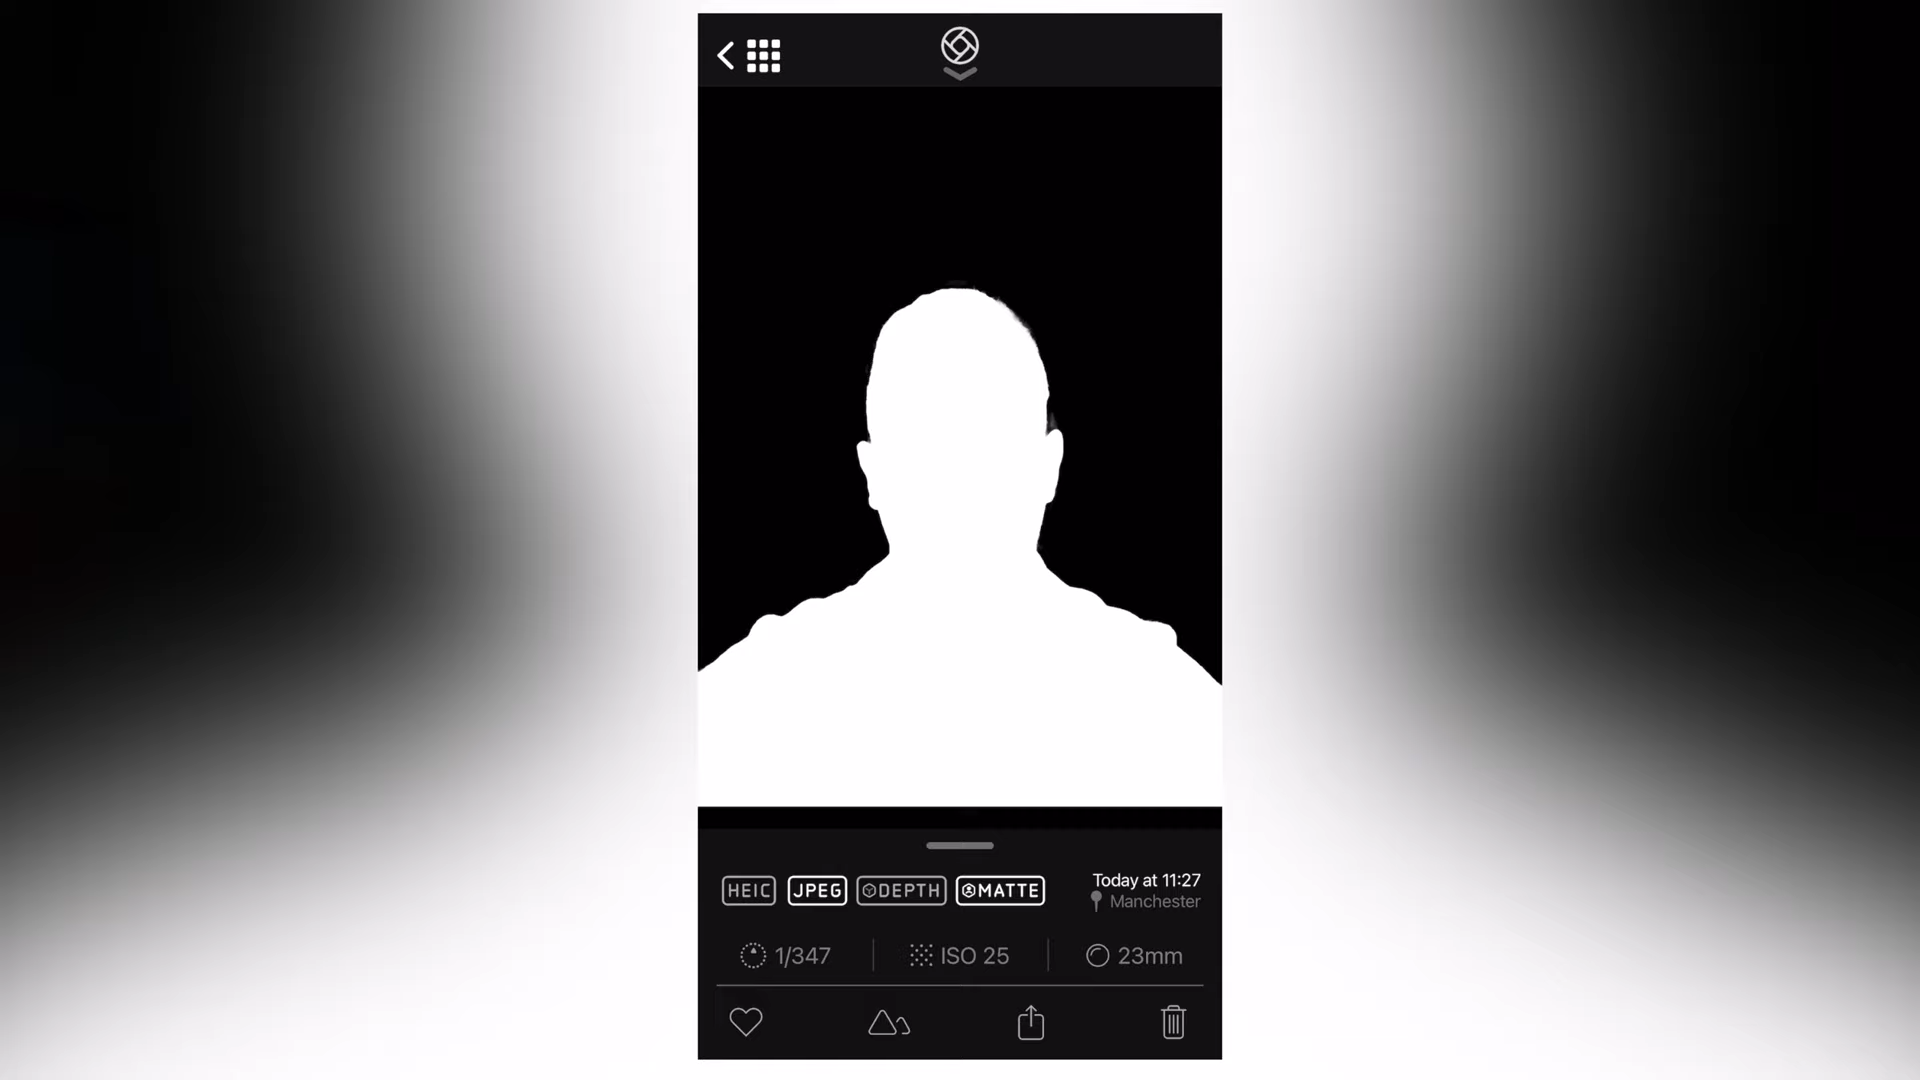 HEIC JPEG DEPTH MATTE
Today at 11:27
Manchester
1/347 ISO 25 23mm